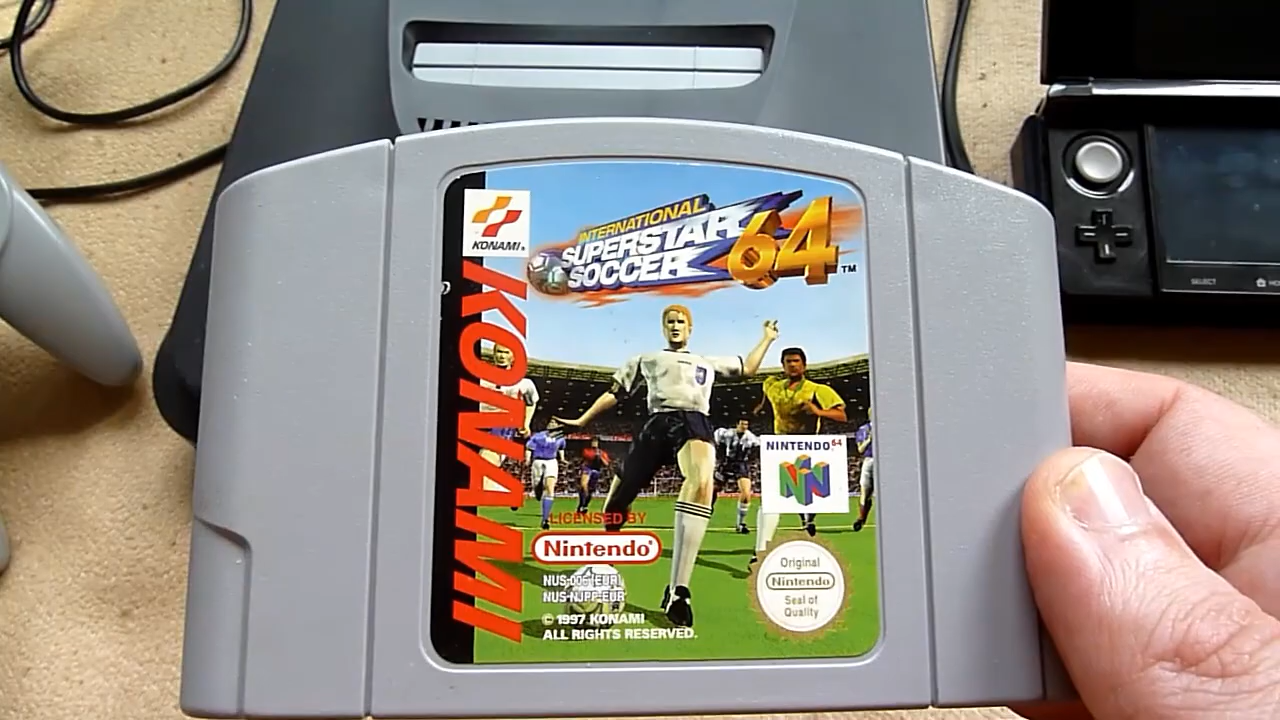 KONAMI®
KONAMI
INTERNATIONAL
SUPERSTAR
SOCCER
64
™
NINTENDO64
LICENSED BY
Nintendo®
NUS-006 (EUR)
NUS-NJPP-EUR
© 1997 KONAMI
ALL RIGHTS RESERVED.
Original
Nintendo
Seal of
Quality
SELECT